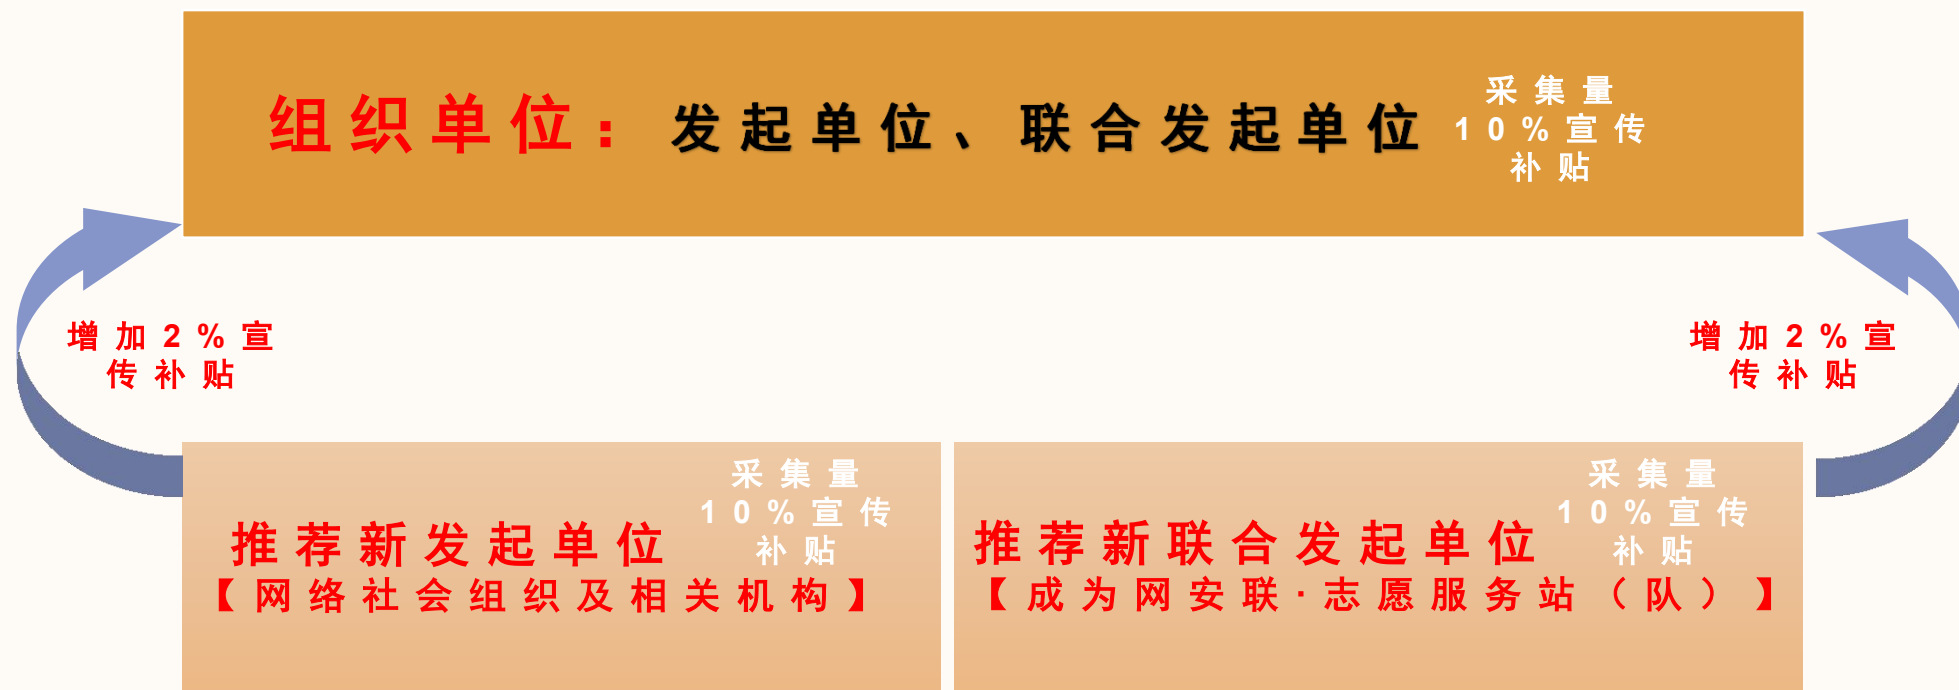 组织单位：发起单位、联合发起单位
采集量
10%宣传
补贴
增加2%宣
传补贴
增加2%宣
传补贴
采集量
10%宣传
补贴
推荐新发起单位
【网络社会组织及相关机构】
采集量
10%宣传
补贴
推荐新联合发起单位
【成为网安联·志愿服务站（队）】